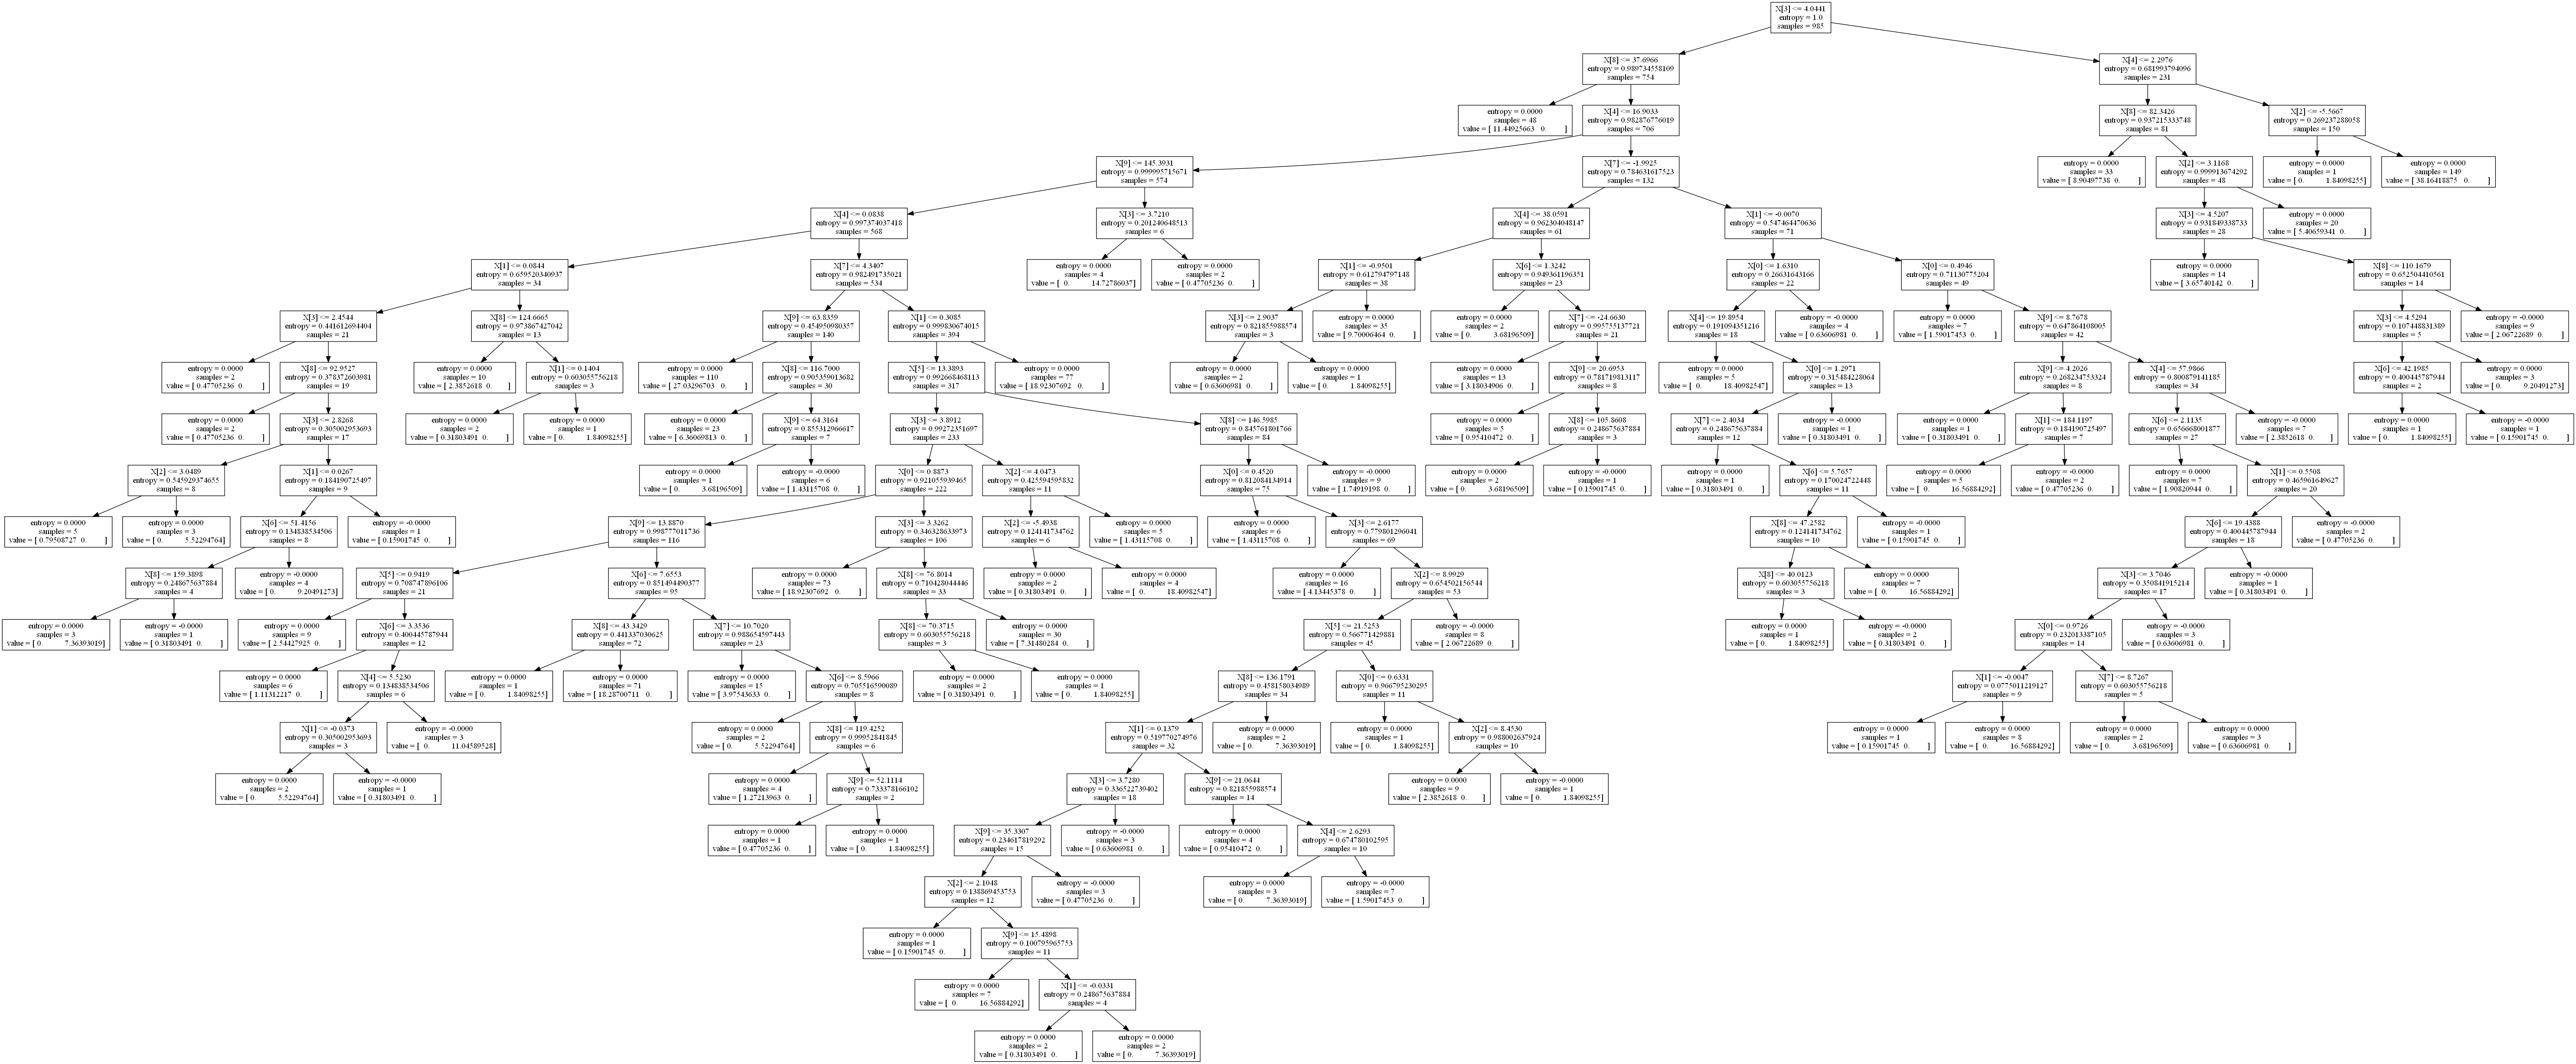 X[3] <= 4.0441
entropy = 1.0
samples = 985
X[8] <= 37.6966
entropy = 0.989734558109
samples = 754
X[4] <= 2.2976
entropy = 0.681993794096
samples = 231
entropy = 0.0000
samples = 48
value = [ 11.44925663 0. ]
X[4] <= 16.9033
entropy = 0.982876776019
samples = 706
X[8] <= 82.3426
entropy = 0.937215333748
samples = 81
X[2] <= -5.5667
entropy = 0.269237288058
samples = 150
X[9] <= 145.3931
entropy = 0.999995715671
samples = 574
X[7] <= -1.9925
entropy = 0.784631617523
samples = 132
entropy = 0.0000
samples = 33
value = [ 8.90497738 0. ]
X[2] <= 3.1168
entropy = 0.999913674292
samples = 48
entropy = 0.0000
samples = 1
value = [ 0. 1.84098255]
entropy = 0.0000
samples = 149
value = [ 38.16418875 0. ]
X[4] <= 0.0838
entropy = 0.997374037418
samples = 568
X[3] <= 3.7210
entropy = 0.201240648513
samples = 6
X[4] <= 38.0591
entropy = 0.962304048147
samples = 61
X[1] <= -0.0070
entropy = 0.547464470636
samples = 71
X[3] <= 4.5207
entropy = 0.931849338733
samples = 28
entropy = 0.0000
samples = 20
value = [ 5.40659341 0. ]
X[1] <= 0.0844
entropy = 0.659520340937
samples = 34
X[7] <= 4.3407
entropy = 0.982491735021
samples = 534
entropy = 0.0000
samples = 4
value = [ 0. 14.72786037]
entropy = 0.0000
samples = 2
value = [ 0.47705236 0. ]
X[1] <= -0.9501
entropy = 0.612794797148
samples = 38
X[6] <= 1.3242
entropy = 0.949361196351
samples = 23
X[0] <= 1.6310
entropy = 0.26631643166
samples = 22
X[0] <= 0.4946
entropy = 0.71130775204
samples = 49
entropy = 0.0000
samples = 14
value = [ 3.65740142 0. ]
X[8] <= 110.1679
entropy = 0.652504410561
samples = 14
X[3] <= 2.4544
entropy = 0.441612694404
samples = 21
X[8] <= 124.6665
entropy = 0.973867427042
samples = 13
X[9] <= 63.8359
entropy = 0.454950980357
samples = 140
X[1] <= 0.3085
entropy = 0.999830674015
samples = 394
X[3] <= 2.9037
entropy = 0.821855988574
samples = 3
entropy = 0.0000
samples = 35
value = [ 9.70006464 0. ]
entropy = 0.0000
samples = 2
value = [ 0. 3.68196509]
X[7] <= -24.6630
entropy = 0.995755137721
samples = 21
X[4] <= 19.8954
entropy = 0.191094351216
samples = 18
entropy = -0.0000
samples = 4
value = [ 0.63606981 0. ]
entropy = 0.0000
samples = 7
value = [ 1.59017453 0. ]
X[9] <= 8.7678
entropy = 0.647864108005
samples = 42
X[3] <= 4.5294
entropy = 0.107448831389
samples = 5
entropy = -0.0000
samples = 9
value = [ 2.06722689 0. ]
entropy = 0.0000
samples = 2
value = [ 0.47705236 0. ]
X[8] <= 92.9527
entropy = 0.378372603981
samples = 19
entropy = 0.0000
samples = 10
value = [ 2.3852618 0. ]
X[1] <= 0.1404
entropy = 0.603055756218
samples = 3
entropy = 0.0000
samples = 110
value = [ 27.03296703 0. ]
X[8] <= 116.7000
entropy = 0.905359013682
samples = 30
X[5] <= 13.3893
entropy = 0.992668468113
samples = 317
entropy = 0.0000
samples = 77
value = [ 18.92307692 0. ]
entropy = 0.0000
samples = 2
value = [ 0.63606981 0. ]
entropy = 0.0000
samples = 1
value = [ 0. 1.84098255]
entropy = 0.0000
samples = 13
value = [ 3.18034906 0. ]
X[9] <= 20.6953
entropy = 0.781719813117
samples = 8
entropy = 0.0000
samples = 5
value = [ 0. 18.40982547]
X[0] <= 1.2971
entropy = 0.315484228064
samples = 13
X[9] <= 4.2026
entropy = 0.268234753324
samples = 8
X[4] <= 57.9866
entropy = 0.800879141185
samples = 34
X[6] <= 42.1985
entropy = 0.400445787944
samples = 2
entropy = 0.0000
samples = 3
value = [ 0. 9.20491273]
entropy = 0.0000
samples = 2
value = [ 0.47705236 0. ]
X[3] <= 2.8268
entropy = 0.305002953693
samples = 17
entropy = 0.0000
samples = 2
value = [ 0.31803491 0. ]
entropy = 0.0000
samples = 1
value = [ 0. 1.84098255]
entropy = 0.0000
samples = 23
value = [ 6.36069813 0. ]
X[9] <= 64.3164
entropy = 0.855312966617
samples = 7
X[3] <= 3.8912
entropy = 0.99272351697
samples = 233
X[8] <= 146.5985
entropy = 0.845761801766
samples = 84
entropy = 0.0000
samples = 5
value = [ 0.95410472 0. ]
X[8] <= 105.8608
entropy = 0.248675637884
samples = 3
X[7] <= 2.4034
entropy = 0.248675637884
samples = 12
entropy = -0.0000
samples = 1
value = [ 0.31803491 0. ]
entropy = 0.0000
samples = 1
value = [ 0.31803491 0. ]
X[1] <= 184.1197
entropy = 0.184190725497
samples = 7
X[6] <= 2.1135
entropy = 0.656668001877
samples = 27
entropy = -0.0000
samples = 7
value = [ 2.3852618 0. ]
entropy = 0.0000
samples = 1
value = [ 0. 1.84098255]
entropy = -0.0000
samples = 1
value = [ 0.15901745 0. ]
X[2] <= 3.0489
entropy = 0.545929374655
samples = 8
X[1] <= 0.0267
entropy = 0.184190725497
samples = 9
entropy = 0.0000
samples = 1
value = [ 0. 3.68196509]
entropy = -0.0000
samples = 6
value = [ 1.43115708 0. ]
X[0] <= 0.8873
entropy = 0.921055939465
samples = 222
X[2] <= 4.0473
entropy = 0.425594595832
samples = 11
X[0] <= 0.4520
entropy = 0.812084134914
samples = 75
entropy = -0.0000
samples = 9
value = [ 1.74919198 0. ]
entropy = 0.0000
samples = 2
value = [ 0. 3.68196509]
entropy = -0.0000
samples = 1
value = [ 0.15901745 0. ]
entropy = 0.0000
samples = 1
value = [ 0.31803491 0. ]
X[6] <= 5.7657
entropy = 0.170024722448
samples = 11
entropy = 0.0000
samples = 5
value = [ 0. 16.56884292]
entropy = -0.0000
samples = 2
value = [ 0.47705236 0. ]
entropy = 0.0000
samples = 7
value = [ 1.90820944 0. ]
X[1] <= 0.5508
entropy = 0.465961649627
samples = 20
entropy = 0.0000
samples = 5
value = [ 0.79508727 0. ]
entropy = 0.0000
samples = 3
value = [ 0. 5.52294764]
X[6] <= 51.4156
entropy = 0.134838534506
samples = 8
entropy = -0.0000
samples = 1
value = [ 0.15901745 0. ]
X[9] <= 13.8870
entropy = 0.998777011736
samples = 116
X[3] <= 3.3262
entropy = 0.346328633973
samples = 106
X[2] <= -5.4938
entropy = 0.124141734762
samples = 6
entropy = 0.0000
samples = 5
value = [ 1.43115708 0. ]
entropy = 0.0000
samples = 6
value = [ 1.43115708 0. ]
X[3] <= 2.6177
entropy = 0.779801296041
samples = 69
X[8] <= 47.2582
entropy = 0.124141734762
samples = 10
entropy = -0.0000
samples = 1
value = [ 0.15901745 0. ]
X[6] <= 19.4388
entropy = 0.400445787944
samples = 18
entropy = -0.0000
samples = 2
value = [ 0.47705236 0. ]
X[8] <= 159.3898
entropy = 0.248675637884
samples = 4
entropy = -0.0000
samples = 4
value = [ 0. 9.20491273]
X[5] <= 0.9419
entropy = 0.708747896106
samples = 21
X[6] <= 7.6553
entropy = 0.851494490377
samples = 95
entropy = 0.0000
samples = 73
value = [ 18.92307692 0. ]
X[8] <= 76.8014
entropy = 0.710428044446
samples = 33
entropy = 0.0000
samples = 2
value = [ 0.31803491 0. ]
entropy = 0.0000
samples = 4
value = [ 0. 18.40982547]
entropy = 0.0000
samples = 16
value = [ 4.13445378 0. ]
X[2] <= 8.9929
entropy = 0.654502156544
samples = 53
X[8] <= 40.0123
entropy = 0.603055756218
samples = 3
entropy = 0.0000
samples = 7
value = [ 0. 16.56884292]
X[3] <= 3.7046
entropy = 0.350841915214
samples = 17
entropy = -0.0000
samples = 1
value = [ 0.31803491 0. ]
entropy = 0.0000
samples = 3
value = [ 0. 7.36393019]
entropy = -0.0000
samples = 1
value = [ 0.31803491 0. ]
entropy = 0.0000
samples = 9
value = [ 2.54427925 0. ]
X[6] <= 3.3536
entropy = 0.400445787944
samples = 12
X[8] <= 43.3429
entropy = 0.441337030625
samples = 72
X[7] <= 10.7020
entropy = 0.988654597443
samples = 23
X[8] <= 70.3715
entropy = 0.603055756218
samples = 3
entropy = 0.0000
samples = 30
value = [ 7.31480284 0. ]
X[5] <= 21.5253
entropy = 0.566771429881
samples = 45
entropy = -0.0000
samples = 8
value = [ 2.06722689 0. ]
entropy = 0.0000
samples = 1
value = [ 0. 1.84098255]
entropy = -0.0000
samples = 2
value = [ 0.31803491 0. ]
X[0] <= 0.9726
entropy = 0.232013387105
samples = 14
entropy = -0.0000
samples = 3
value = [ 0.63606981 0. ]
entropy = 0.0000
samples = 6
value = [ 1.11312217 0. ]
X[4] <= 5.5230
entropy = 0.134838534506
samples = 6
entropy = 0.0000
samples = 1
value = [ 0. 1.84098255]
entropy = 0.0000
samples = 71
value = [ 18.28700711 0. ]
entropy = 0.0000
samples = 15
value = [ 3.97543633 0. ]
X[6] <= 8.5966
entropy = 0.705516590089
samples = 8
entropy = 0.0000
samples = 2
value = [ 0.31803491 0. ]
entropy = 0.0000
samples = 1
value = [ 0. 1.84098255]
X[8] <= 136.1791
entropy = 0.458158034989
samples = 34
X[0] <= 0.6331
entropy = 0.966795230295
samples = 11
X[1] <= -0.0047
entropy = 0.0775011219127
samples = 9
X[7] <= 8.7267
entropy = 0.603055756218
samples = 5
X[1] <= -0.0373
entropy = 0.305002953693
samples = 3
entropy = -0.0000
samples = 3
value = [ 0. 11.04589528]
entropy = 0.0000
samples = 2
value = [ 0. 5.52294764]
X[8] <= 119.4252
entropy = 0.99952841845
samples = 6
X[1] <= 0.1379
entropy = 0.519770274976
samples = 32
entropy = 0.0000
samples = 2
value = [ 0. 7.36393019]
entropy = 0.0000
samples = 1
value = [ 0. 1.84098255]
X[2] <= 8.4530
entropy = 0.988002637924
samples = 10
entropy = 0.0000
samples = 1
value = [ 0.15901745 0. ]
entropy = 0.0000
samples = 8
value = [ 0. 16.56884292]
entropy = 0.0000
samples = 2
value = [ 0. 3.68196509]
entropy = 0.0000
samples = 3
value = [ 0.63606981 0. ]
entropy = 0.0000
samples = 2
value = [ 0. 5.52294764]
entropy = -0.0000
samples = 1
value = [ 0.31803491 0. ]
entropy = 0.0000
samples = 4
value = [ 1.27213963 0. ]
X[9] <= 52.1114
entropy = 0.733378166102
samples = 2
X[3] <= 3.7280
entropy = 0.336522739402
samples = 18
X[9] <= 21.0644
entropy = 0.821855988574
samples = 14
entropy = 0.0000
samples = 9
value = [ 2.3852618 0. ]
entropy = -0.0000
samples = 1
value = [ 0. 1.84098255]
entropy = 0.0000
samples = 1
value = [ 0.47705236 0. ]
entropy = 0.0000
samples = 1
value = [ 0. 1.84098255]
X[9] <= 35.3307
entropy = 0.234617819292
samples = 15
entropy = -0.0000
samples = 3
value = [ 0.63606981 0. ]
entropy = 0.0000
samples = 4
value = [ 0.95410472 0. ]
X[4] <= 2.6293
entropy = 0.674780102595
samples = 10
X[2] <= 2.1048
entropy = 0.138869453753
samples = 12
entropy = -0.0000
samples = 3
value = [ 0.47705236 0. ]
entropy = 0.0000
samples = 3
value = [ 0. 7.36393019]
entropy = -0.0000
samples = 7
value = [ 1.59017453 0. ]
entropy = 0.0000
samples = 1
value = [ 0.15901745 0. ]
X[9] <= 15.4898
entropy = 0.100795965753
samples = 11
entropy = 0.0000
samples = 7
value = [ 0. 16.56884292]
X[1] <= -0.0331
entropy = 0.248675637884
samples = 4
entropy = 0.0000
samples = 2
value = [ 0.31803491 0. ]
entropy = 0.0000
samples = 2
value = [ 0. 7.36393019]